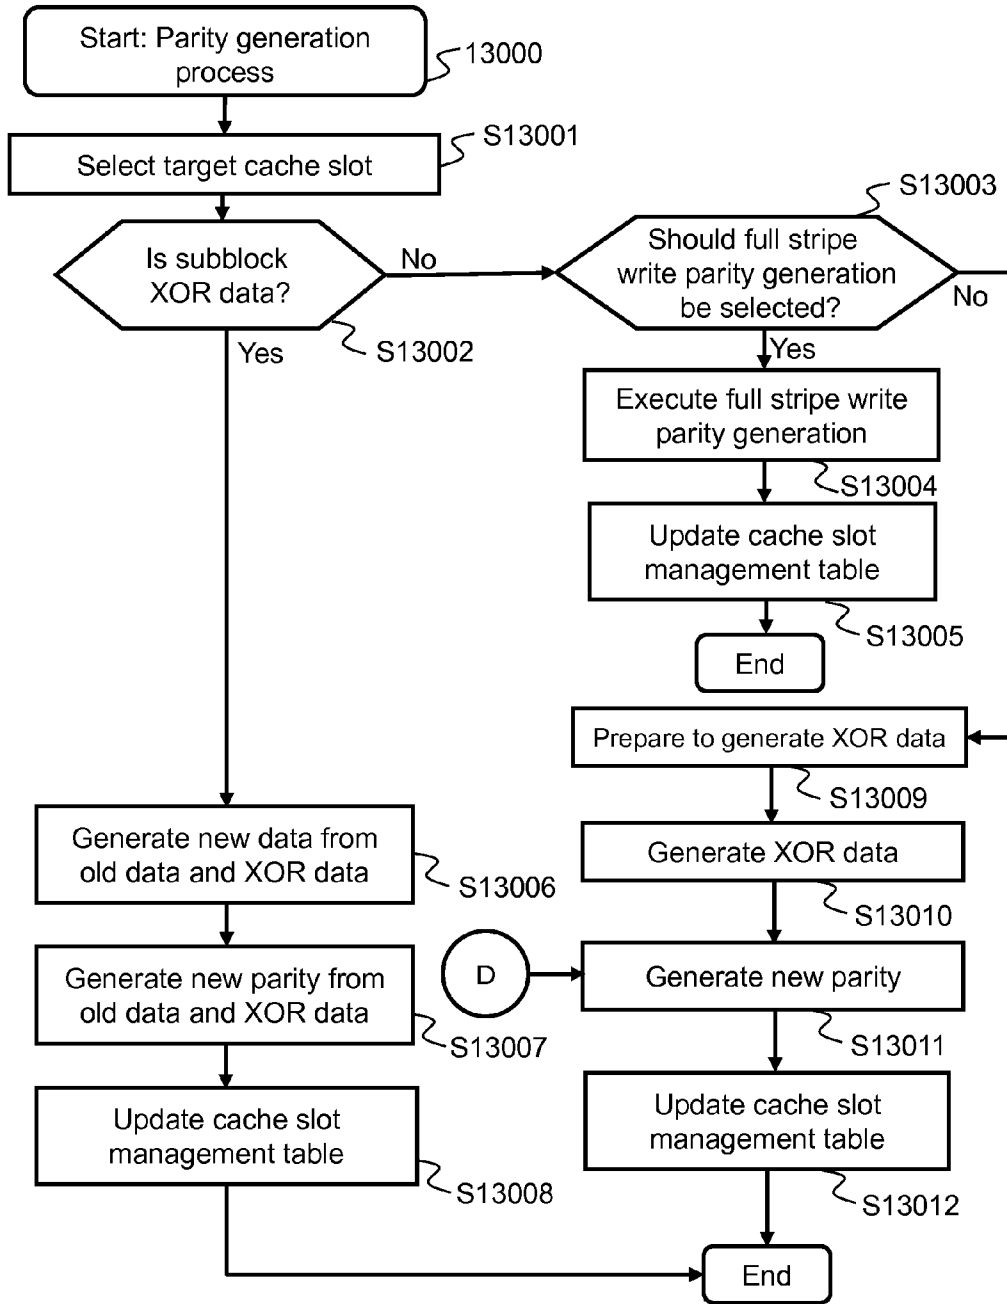 Start: Parity generation
process
13000
Select target cache slot
S13001
Is subblock
XOR data?
S13002
No
Yes
Should full stripe
write parity generation
be selected?
S13003
No
Yes
Execute full stripe write
parity generation
S13004
Update cache slot
management table
S13005
End
Prepare to generate XOR data
S13009
Generate new data from
old data and XOR data
S13006
Generate XOR data
S13010
Generate new parity from
old data and XOR data
S13007
D
Generate new parity
S13011
Update cache slot
management table
S13008
Update cache slot
management table
S13012
End